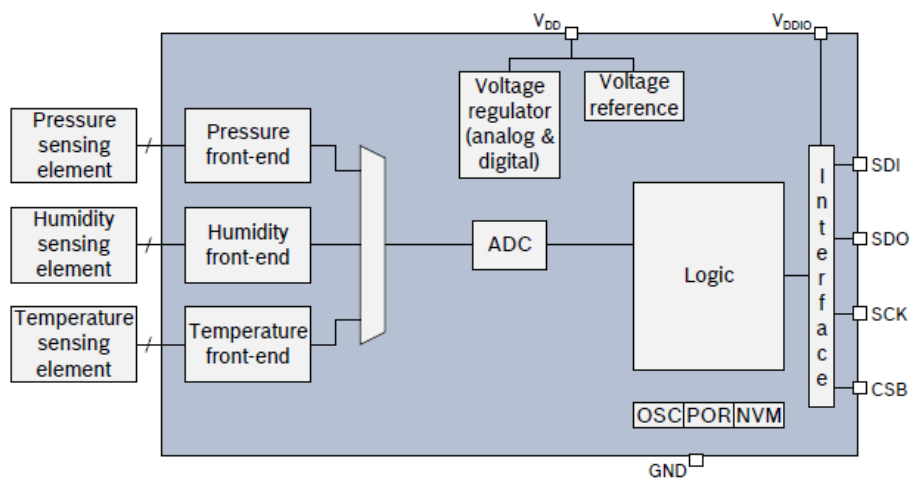 VDD
VDDIO
Voltage
regulator
(analog &
digital)
Voltage
reference
Pressure
sensing
element
Pressure
front-end
Humidity
sensing
element
Humidity
front-end
Temperature
sensing
element
Temperature
front-end
ADC
Logic
Interface
SDI
SDO
SCK
CSB
OSC POR NVM
GND